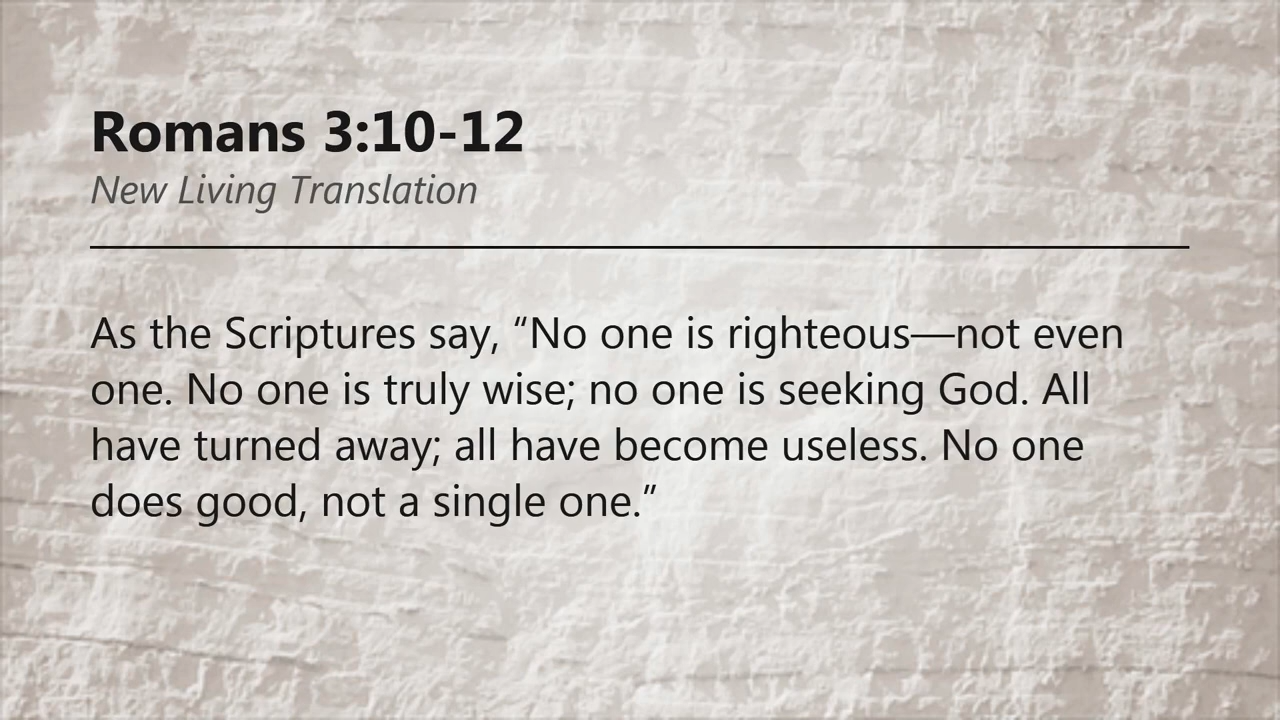 Romans 3:10-12
New Living Translation
As the Scriptures say, “No one is righteous—not even
one. No one is truly wise; no one is seeking God. All
have turned away; all have become useless. No one
does good, not a single one.”